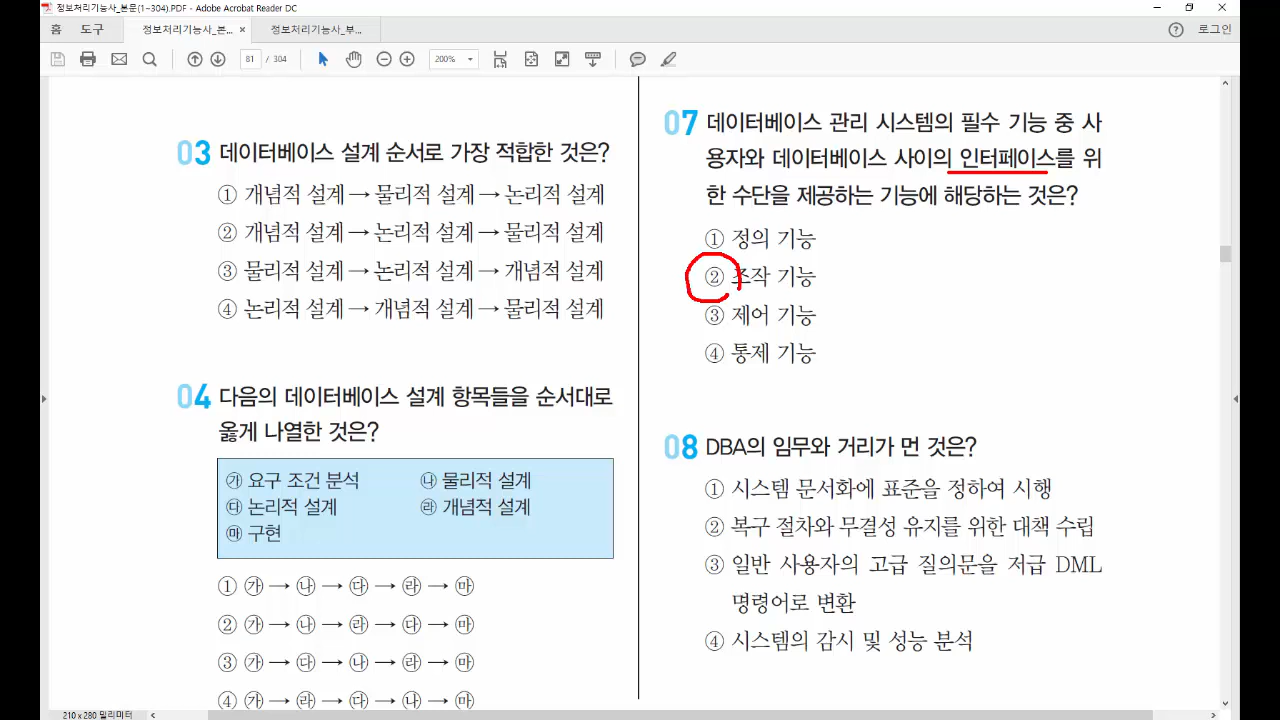 정보처리기능사_본문(1-304).PDF - Adobe Acrobat Reader DC
홈 도구 정보처리기능사_본... × 정보처리기능사_부... 로그인
81 / 304 200%
03 데이터베이스 설계 순서로 가장 적합한 것은?
① 개념적 설계 → 물리적 설계 → 논리적 설계
② 개념적 설계 → 논리적 설계 → 물리적 설계
③ 물리적 설계 → 논리적 설계 → 개념적 설계
④ 논리적 설계 → 개념적 설계 → 물리적 설계
04 다음의 데이터베이스 설계 항목들을 순서대로
옳게 나열한 것은?
㉮ 요구 조건 분석 ㉯ 물리적 설계
㉰ 논리적 설계 ㉱ 개념적 설계
㉲ 구현
① ㉮ → ㉯ → ㉰ → ㉱ → ㉲
② ㉮ → ㉯ → ㉱ → ㉰ → ㉲
③ ㉮ → ㉰ → ㉯ → ㉱ → ㉲
④ ㉮ → ㉱ → ㉰ → ㉯ → ㉲
07 데이터베이스 관리 시스템의 필수 기능 중 사
용자와 데이터베이스 사이의 인터페이스를 위
한 수단을 제공하는 기능에 해당하는 것은?
① 정의 기능
② 조작 기능
③ 제어 기능
④ 통제 기능
08 DBA의 임무와 거리가 먼 것은?
① 시스템 문서화에 표준을 정하여 시행
② 복구 절차와 무결성 유지를 위한 대책 수립
③ 일반 사용자의 고급 질의문을 저급 DML
명령어로 변환
④ 시스템의 감시 및 성능 분석
210 x 280 밀리미터